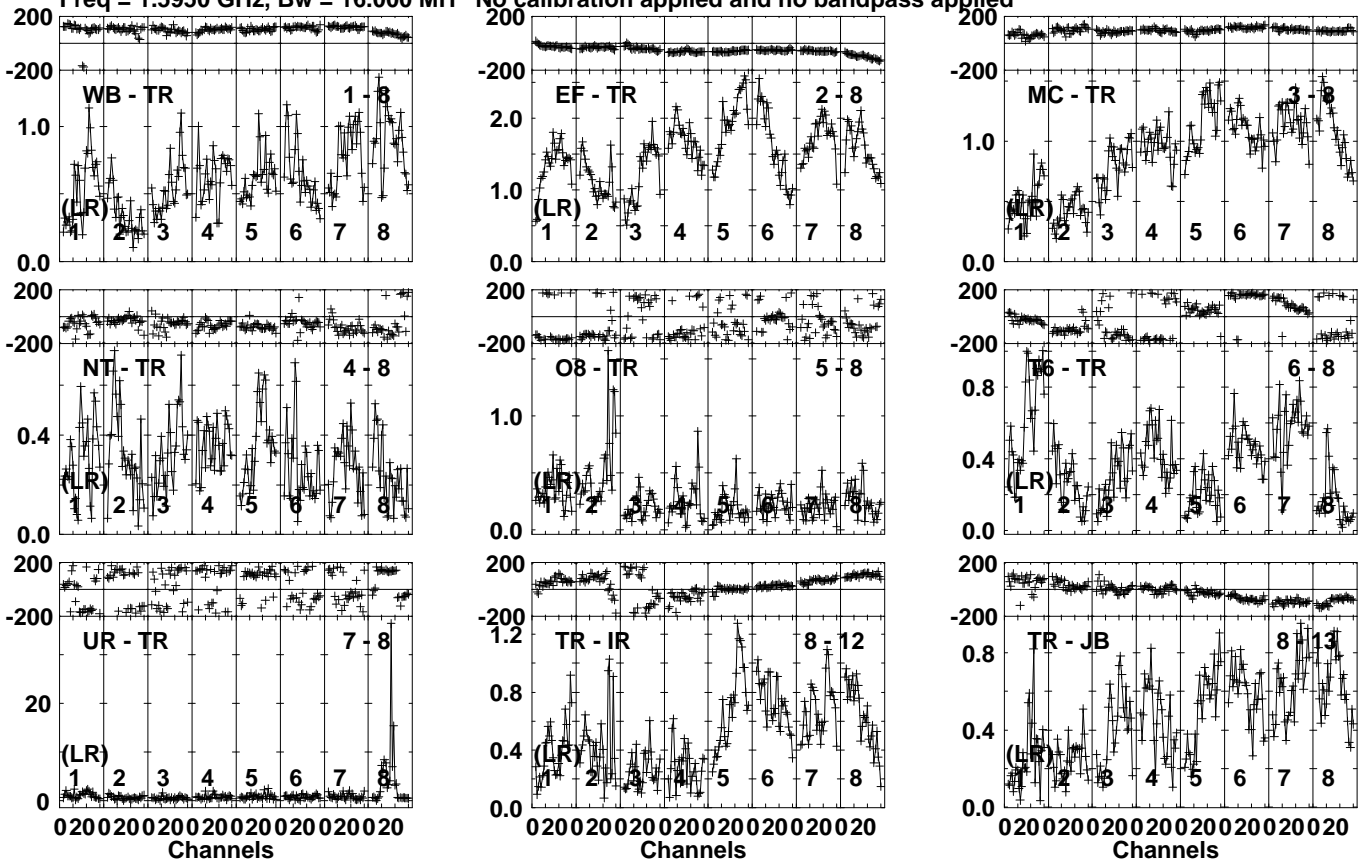 Freq = 1.5950 GHz, Bw = 16.000 MH No calibration applied and no bandpass applied
200 200 200
-200 -200 -200
WB - TR 1 - 8 EF - TR 2 - 8 MC - TR 3 - 8
1.0 2.0 1.0
1.0
(LR) (LR) (LR)
1 2 3 4 5 6 7 8 1 2 3 4 5 6 7 8 1 2 3 4 5 6 7 8
0.0 0.0 0.0
200 200 200
-200 -200 -200
NT - TR 4 - 8 O8 - TR 5 - 8 T6 - TR 6 - 8
0.4 1.0 0.8
0.4
(LR) (LR) (LR)
1 2 3 4 5 6 7 8 1 2 3 4 5 6 7 8 1 2 3 4 5 6 7 8
0.0 0.0 0.0
200 200 200
-200 -200 -200
UR - TR 7 - 8 TR - IR 8 - 12 TR - JB 8 - 13
20 1.2 0.8
0.8 0.4
(LR) 0.4 (LR) (LR)
1 2 3 4 5 6 7 8 1 2 3 4 5 6 7 8 1 2 3 4 5 6 7 8
0 0.0 0.0
0 20 0 20 0 20 0 20 0 20 0 20 0 20 0 20 0 20 0 20 0 20 0 20 0 20 0 20 0 20 0 20 0 20 0 20 0 20 0 20 0 20 0 20 0 20 0 20
Channels Channels Channels